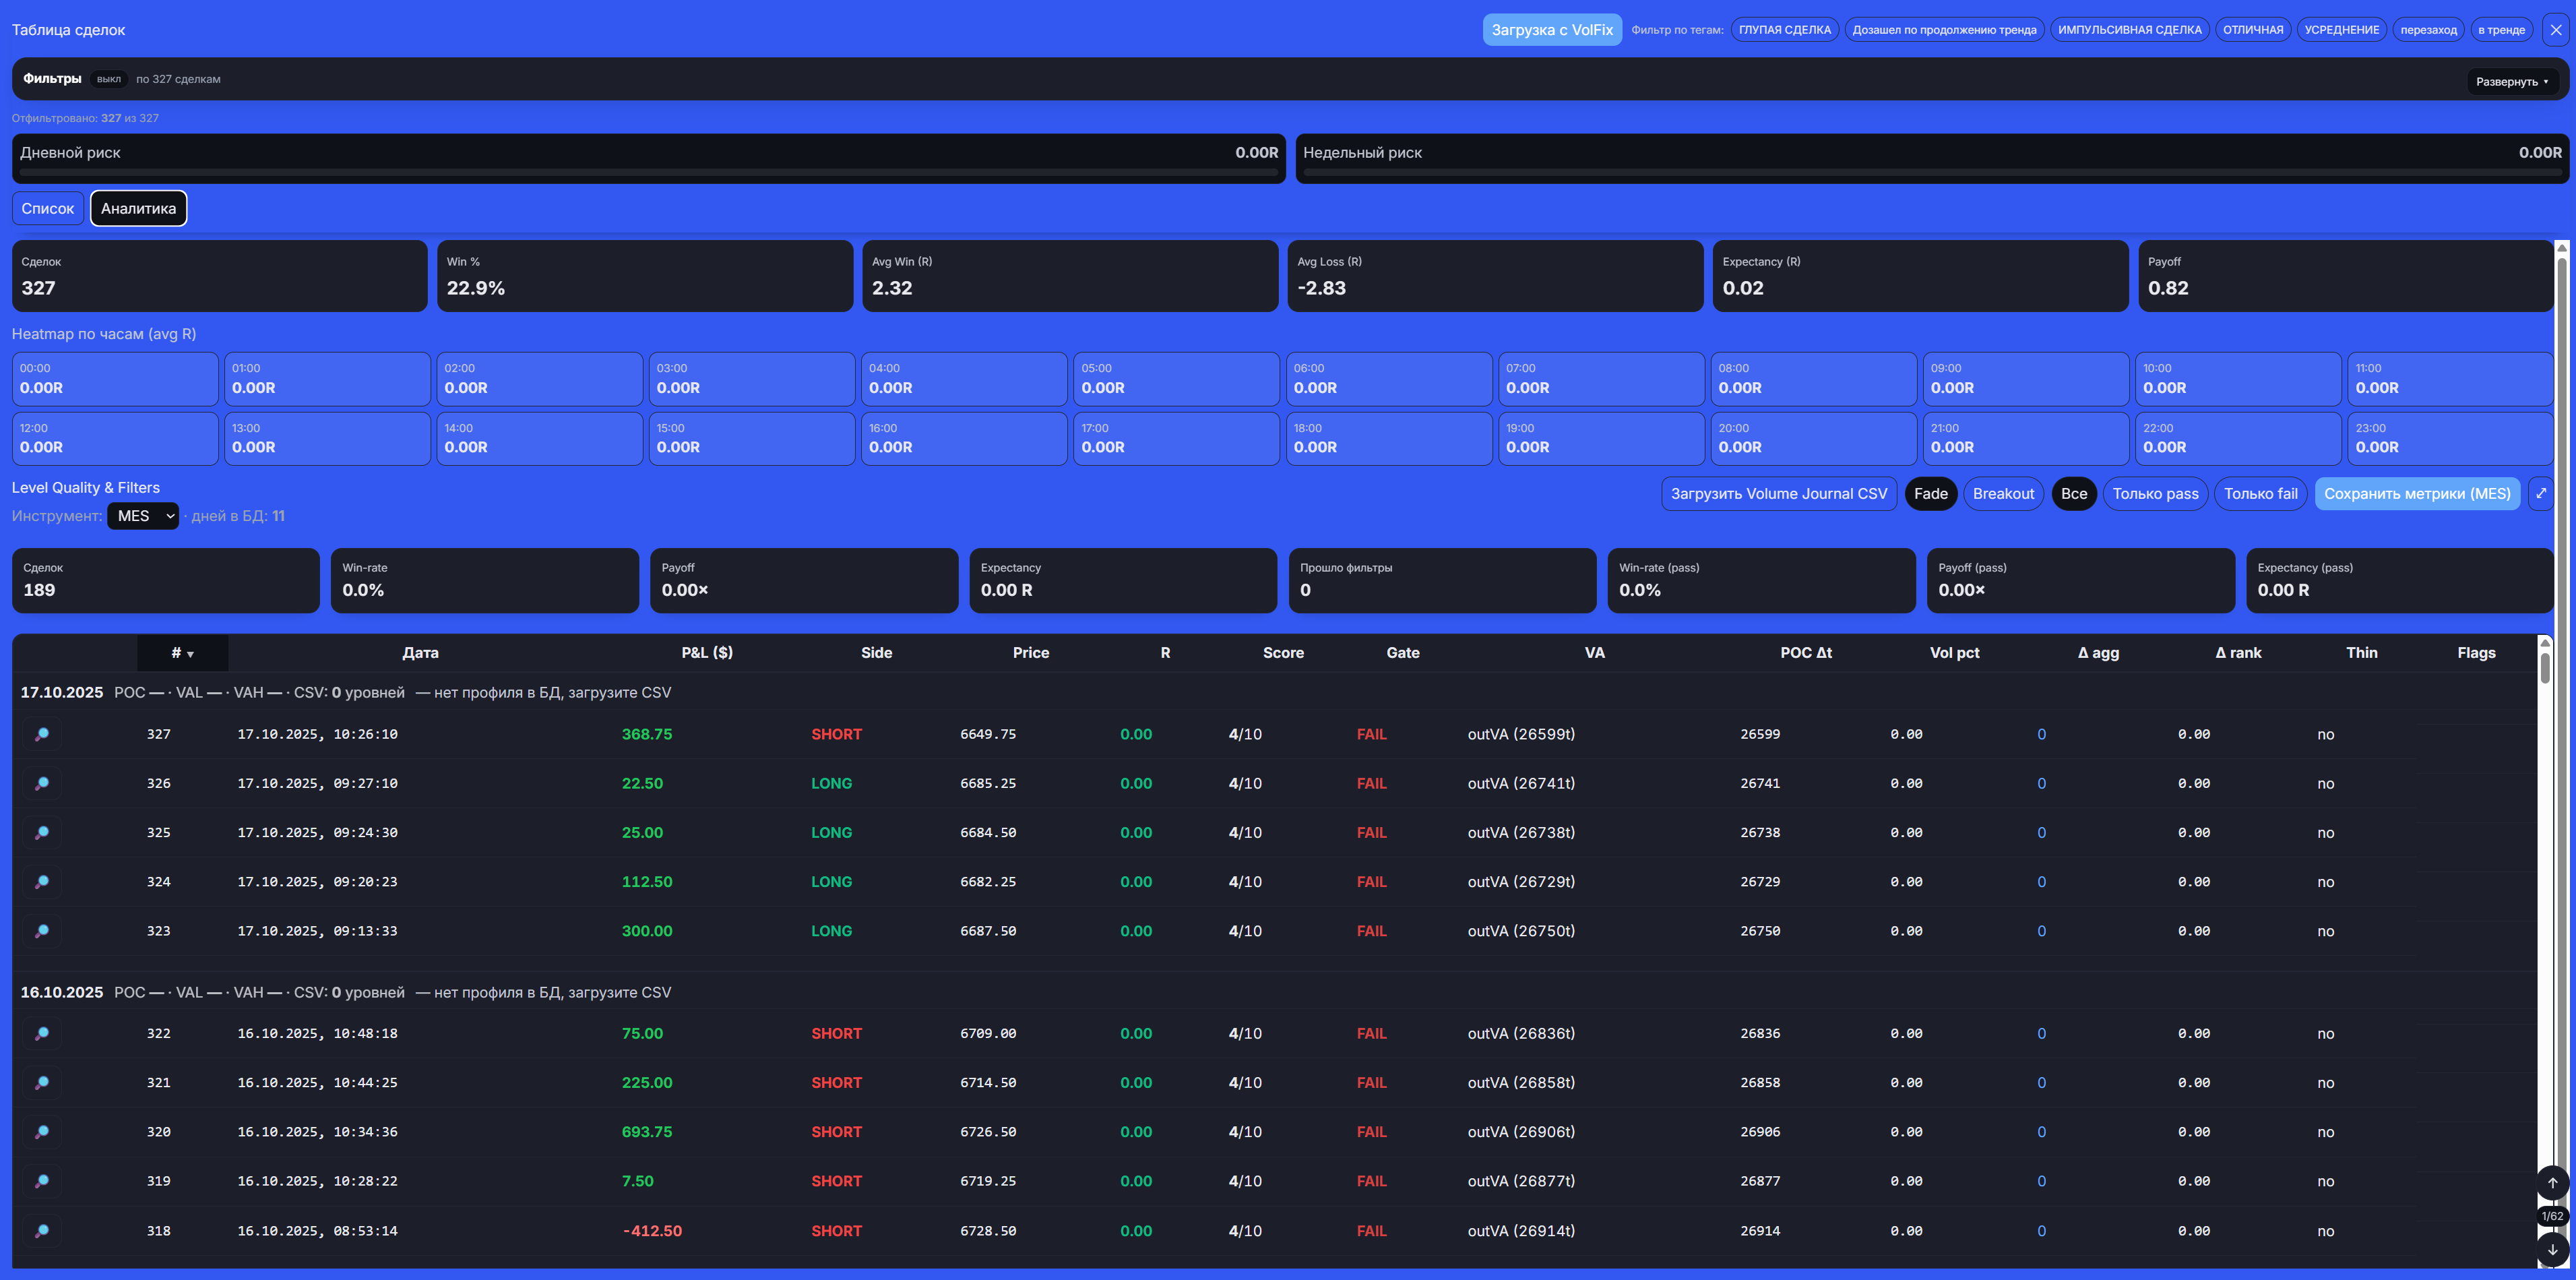 Таблица сделок
Загрузка с VolFix Фильтр по тегам: ГЛУПАЯ СДЕЛКА Дозашел по продолжению тренда ИМПУЛЬСИВНАЯ СДЕЛКА ОТЛИЧНАЯ УСРЕДНЕНИЕ перезаход в тренде ×
Фильтры выкл по 327 сделкам Развернуть ▾
Отфильтровано: 327 из 327
Дневной риск 0.00R Недельный риск 0.00R
Список Аналитика
Сделок Win % Avg Win (R) Avg Loss (R) Expectancy (R) Payoff
327 22.9% 2.32 -2.83 0.02 0.82
Heatmap по часам (avg R)
00:00 01:00 02:00 03:00 04:00 05:00 06:00 07:00 08:00 09:00 10:00 11:00
0.00R 0.00R 0.00R 0.00R 0.00R 0.00R 0.00R 0.00R 0.00R 0.00R 0.00R 0.00R
12:00 13:00 14:00 15:00 16:00 17:00 18:00 19:00 20:00 21:00 22:00 23:00
0.00R 0.00R 0.00R 0.00R 0.00R 0.00R 0.00R 0.00R 0.00R 0.00R 0.00R 0.00R
Level Quality & Filters
Инструмент: MES · дней в БД: 11
Загрузить Volume Journal CSV Fade Breakout Все Только pass Только fail Сохранить метрики (MES) ⤢
Сделок Win-rate Payoff Expectancy Прошло фильтры Win-rate (pass) Payoff (pass) Expectancy (pass)
189 0.0% 0.00× 0.00 R 0 0.0% 0.00× 0.00 R
# ▼ Дата P&L ($) Side Price R Score Gate VA POC Δt Vol pct Δ agg Δ rank Thin Flags
17.10.2025 POC — · VAL — · VAH — · CSV: 0 уровней — нет профиля в БД, загрузите CSV
327 17.10.2025, 10:26:10 368.75 SHORT 6649.75 0.00 4/10 FAIL outVA (26599t) 26599 0.00 0 0.00 no
326 17.10.2025, 09:27:10 22.50 LONG 6685.25 0.00 4/10 FAIL outVA (26741t) 26741 0.00 0 0.00 no
325 17.10.2025, 09:24:30 25.00 LONG 6684.50 0.00 4/10 FAIL outVA (26738t) 26738 0.00 0 0.00 no
324 17.10.2025, 09:20:23 112.50 LONG 6682.25 0.00 4/10 FAIL outVA (26729t) 26729 0.00 0 0.00 no
323 17.10.2025, 09:13:33 300.00 LONG 6687.50 0.00 4/10 FAIL outVA (26750t) 26750 0.00 0 0.00 no
16.10.2025 POC — · VAL — · VAH — · CSV: 0 уровней — нет профиля в БД, загрузите CSV
322 16.10.2025, 10:48:18 75.00 SHORT 6709.00 0.00 4/10 FAIL outVA (26836t) 26836 0.00 0 0.00 no
321 16.10.2025, 10:44:25 225.00 SHORT 6714.50 0.00 4/10 FAIL outVA (26858t) 26858 0.00 0 0.00 no
320 16.10.2025, 10:34:36 693.75 SHORT 6726.50 0.00 4/10 FAIL outVA (26906t) 26906 0.00 0 0.00 no
319 16.10.2025, 10:28:22 7.50 SHORT 6719.25 0.00 4/10 FAIL outVA (26877t) 26877 0.00 0 0.00 no
318 16.10.2025, 08:53:14 -412.50 SHORT 6728.50 0.00 4/10 FAIL outVA (26914t) 26914 0.00 0 0.00 no
↑
1/62
↓